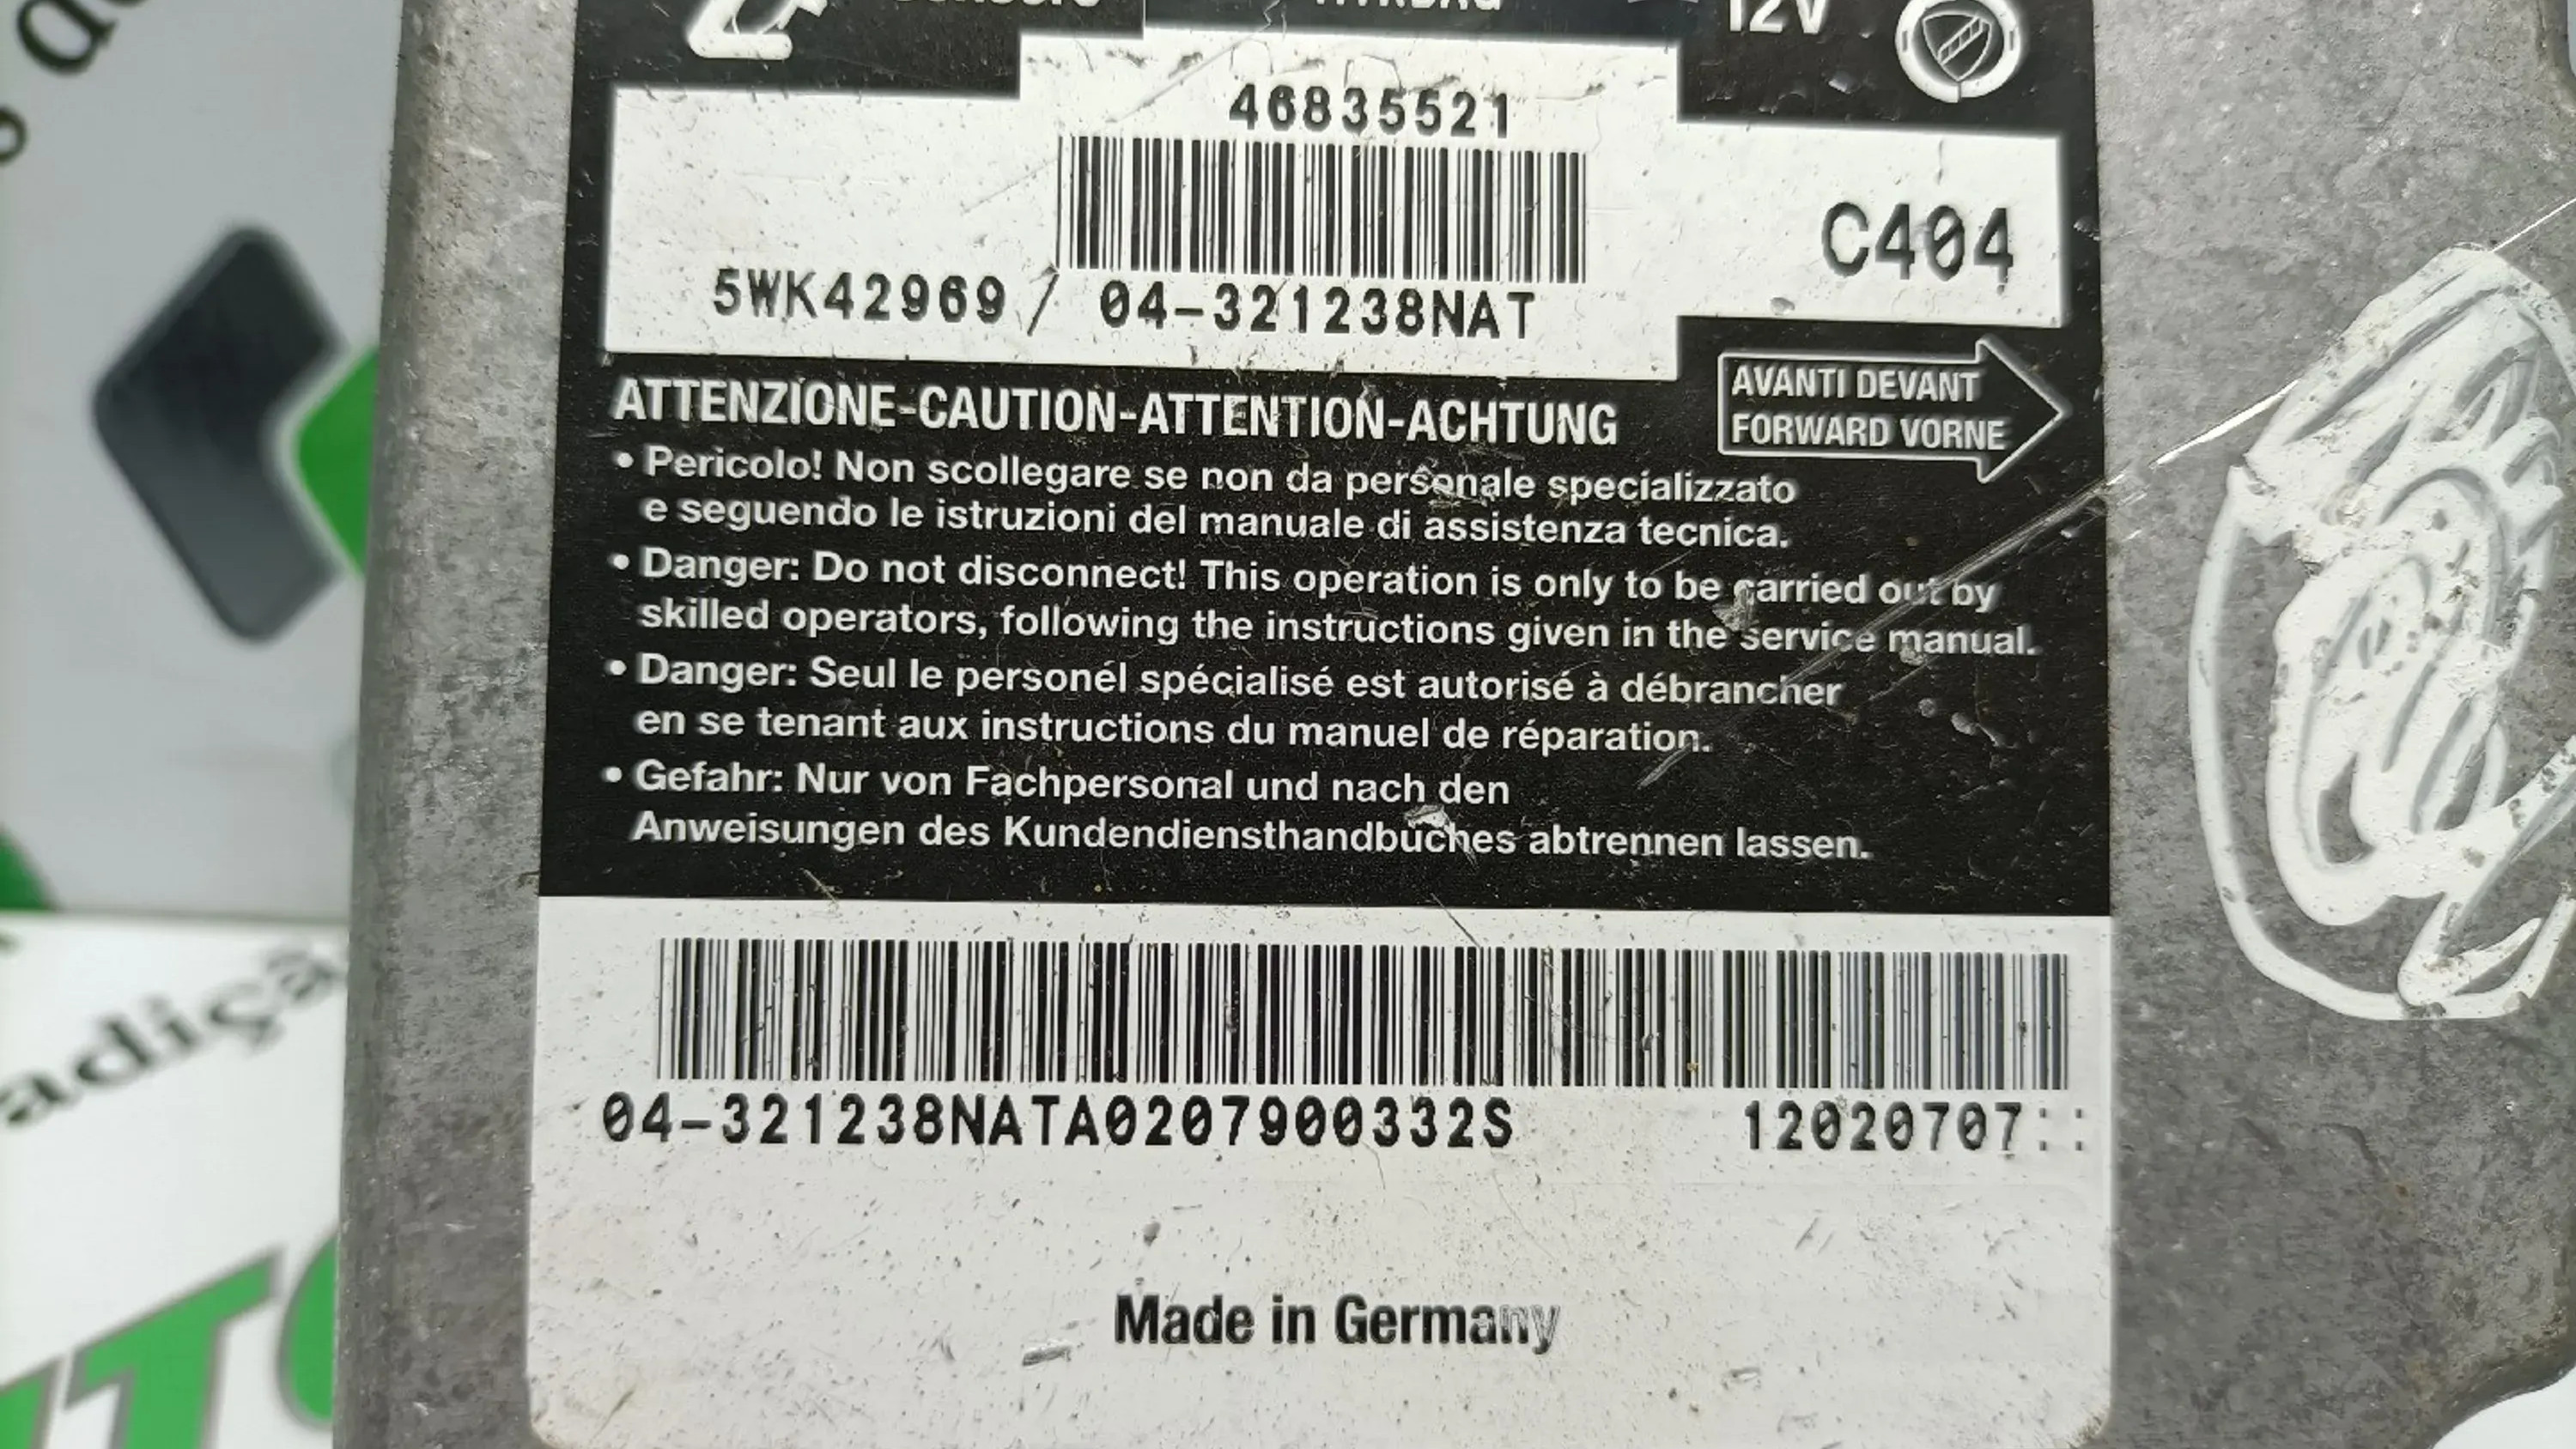 12V
46835521
C404
5WK42969 / 04-321238NAT
AVANTI DEVANT
FORWARD VORNE
ATTENZIONE-CAUTION-ATTENTION-ACHTUNG
• Pericolo! Non scollegare se non da personale specializzato
e seguendo le istruzioni del manuale di assistenza tecnica.
• Danger: Do not disconnect! This operation is only to be carried out by
skilled operators, following the instructions given in the service manual.
• Danger: Seul le personél spécialisé est autorisé à débrancher
en se tenant aux instructions du manuel de réparation.
• Gefahr: Nur von Fachpersonal und nach den
Anweisungen des Kundendiensthandbuches abtrennen lassen.
04-321238NATA0207900332S 12020707::
Made in Germany